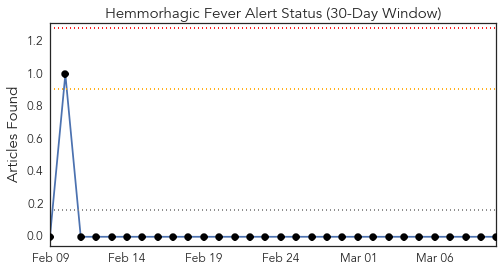 Hemmorhagic Fever Alert Status (30-Day Window)
Articles Found
1.2
1.0
0.8
0.6
0.4
0.2
0.0
Feb 09 Feb 14 Feb 19 Feb 24 Mar 01 Mar 06